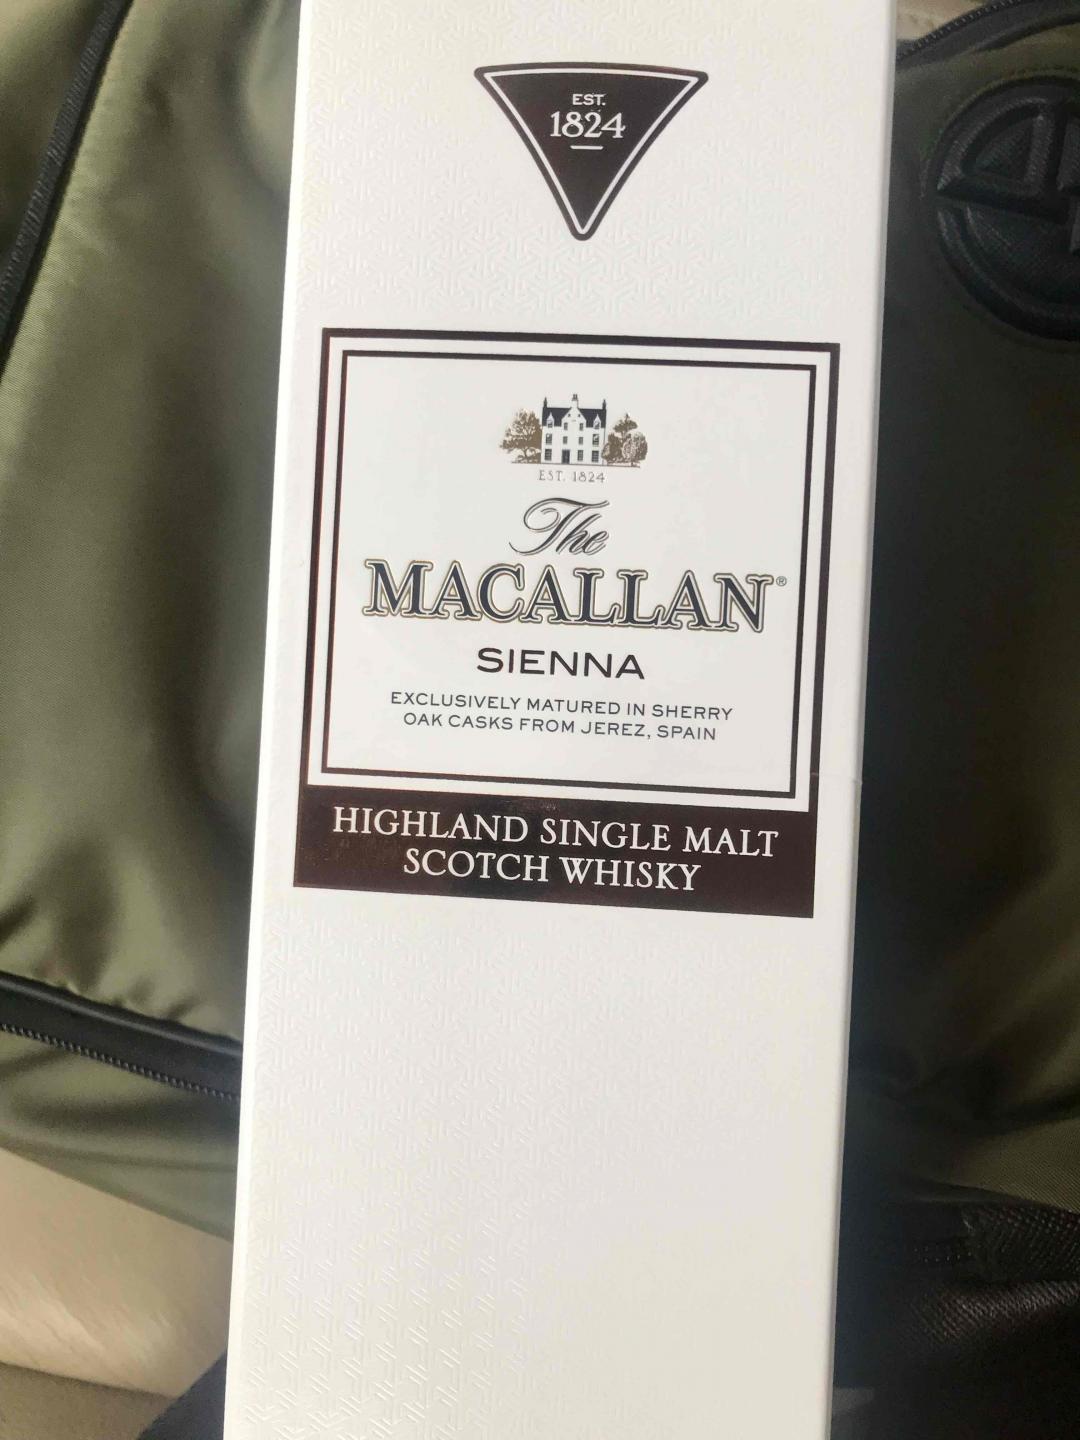 EST.
1824
EST. 1824
The
MACALLAN®
SIENNA
EXCLUSIVELY MATURED IN SHERRY
OAK CASKS FROM JEREZ, SPAIN
HIGHLAND SINGLE MALT
SCOTCH WHISKY